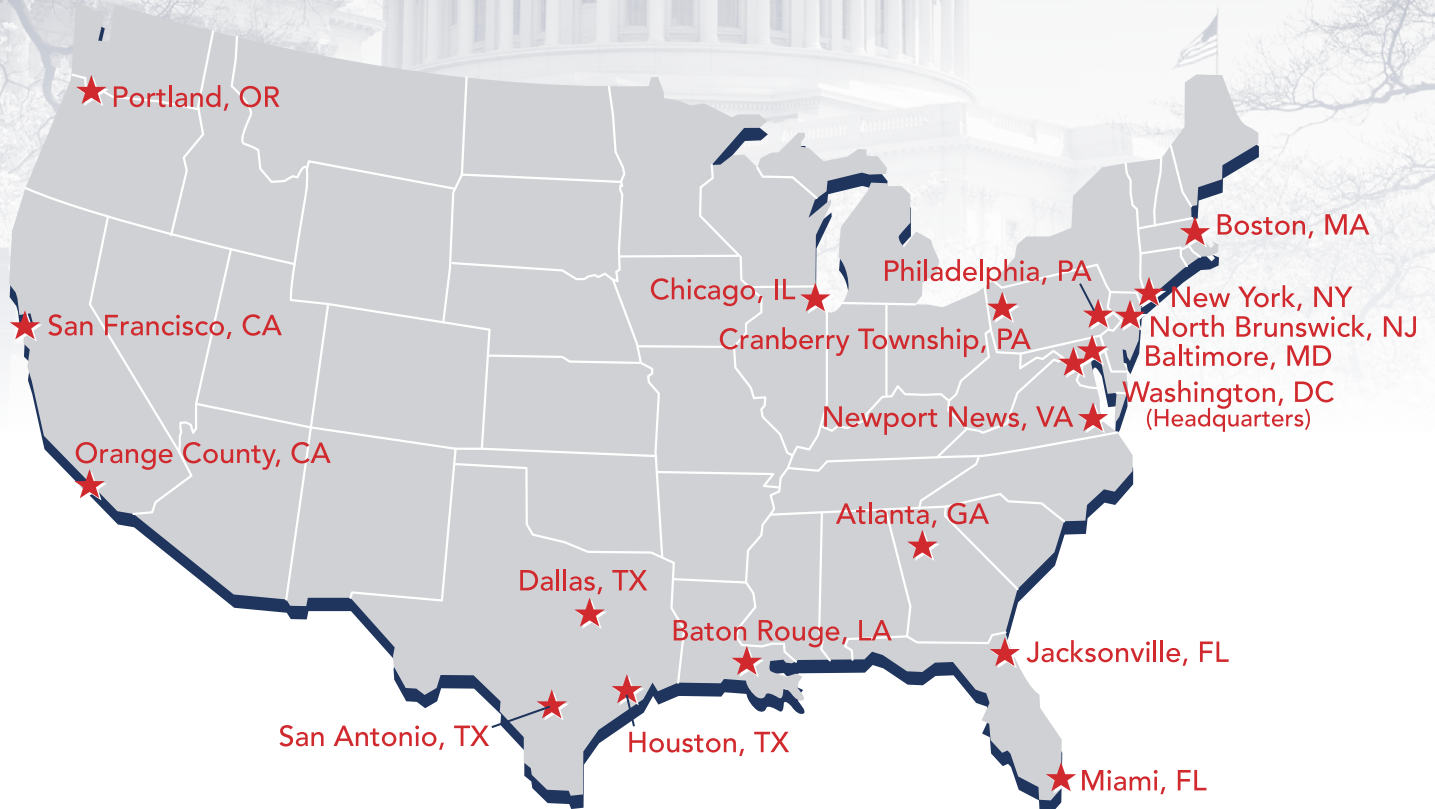 Portland, OR
Boston, MA
Philadelphia, PA
Chicago, IL
New York, NY
San Francisco, CA
North Brunswick, NJ
Cranberry Township, PA
Baltimore, MD
Washington, DC
(Headquarters)
Newport News, VA
Orange County, CA
Atlanta, GA
Dallas, TX
Baton Rouge, LA
Jacksonville, FL
San Antonio, TX
Houston, TX
Miami, FL